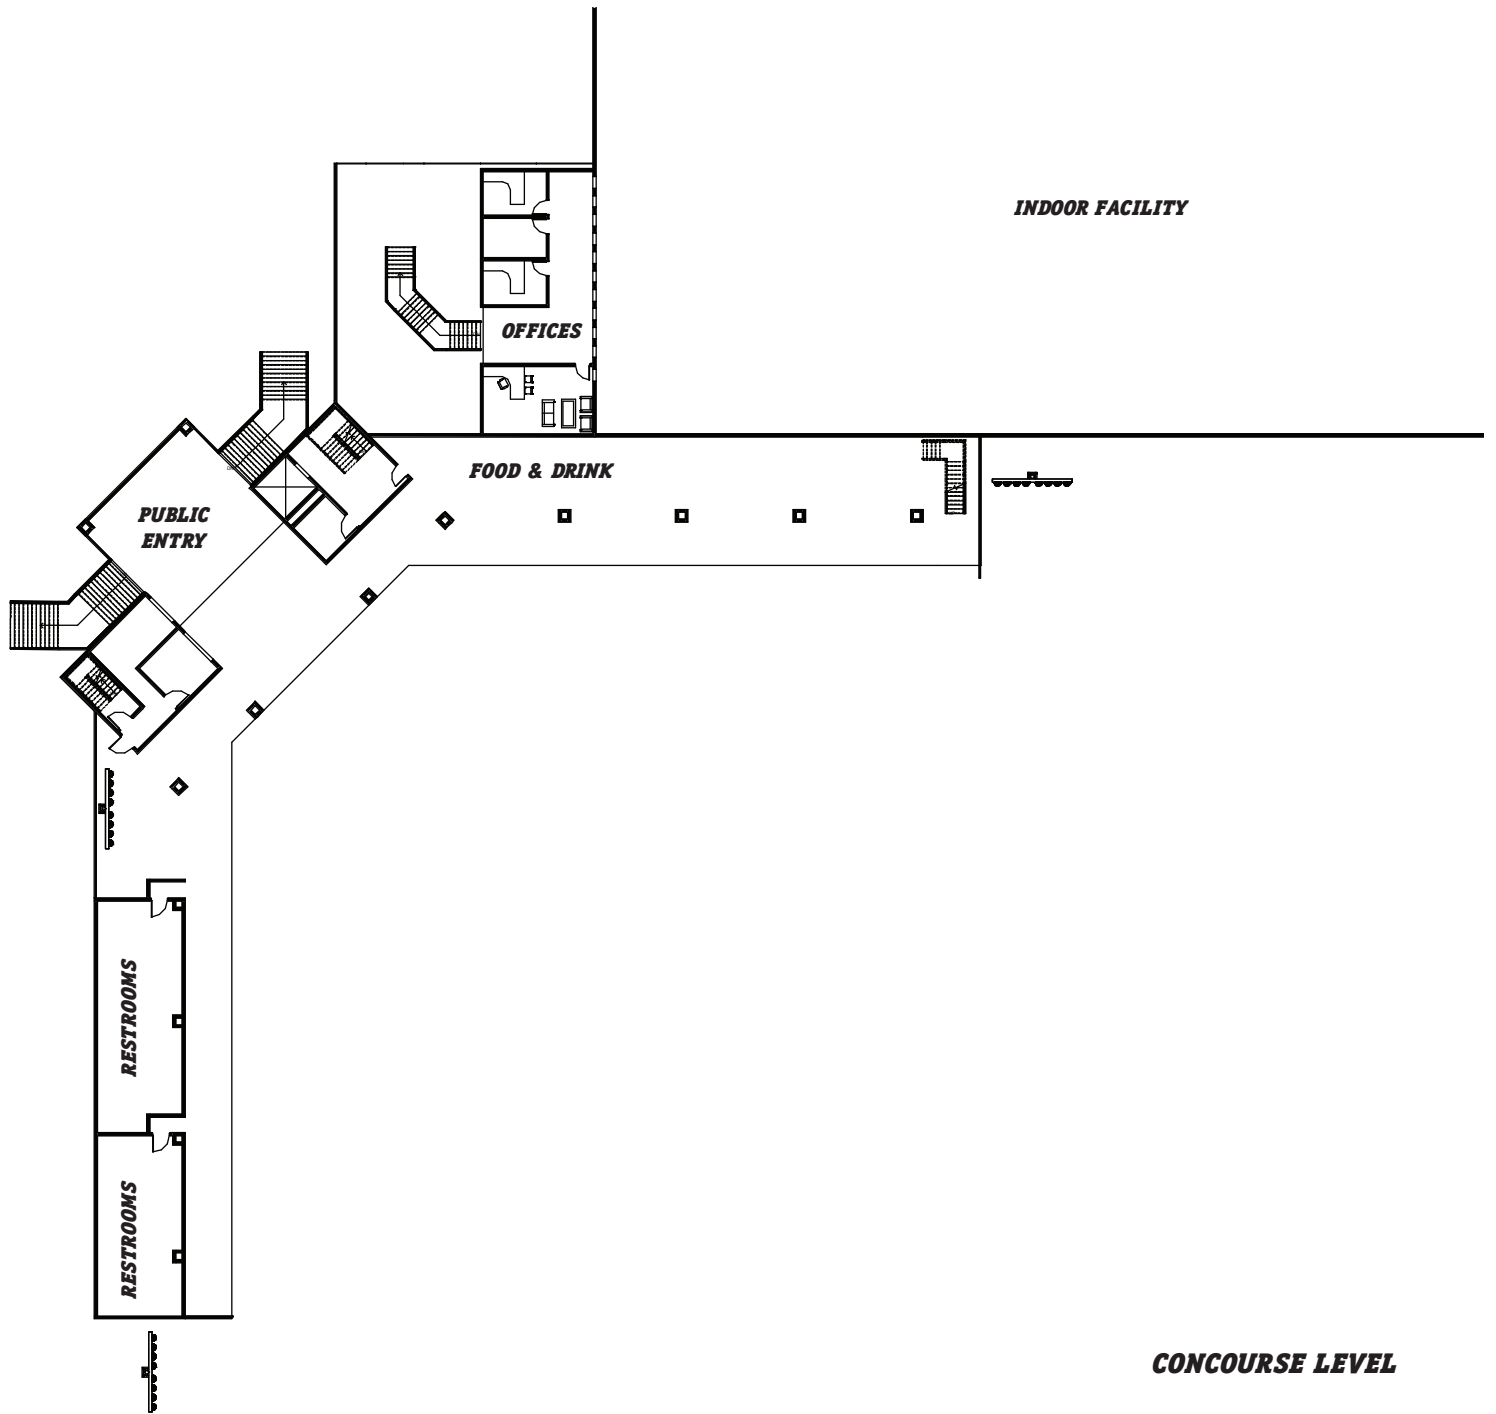 INDOOR FACILITY
OFFICES
FOOD & DRINK
PUBLIC
ENTRY
RESTROOMS
RESTROOMS
CONCOURSE LEVEL